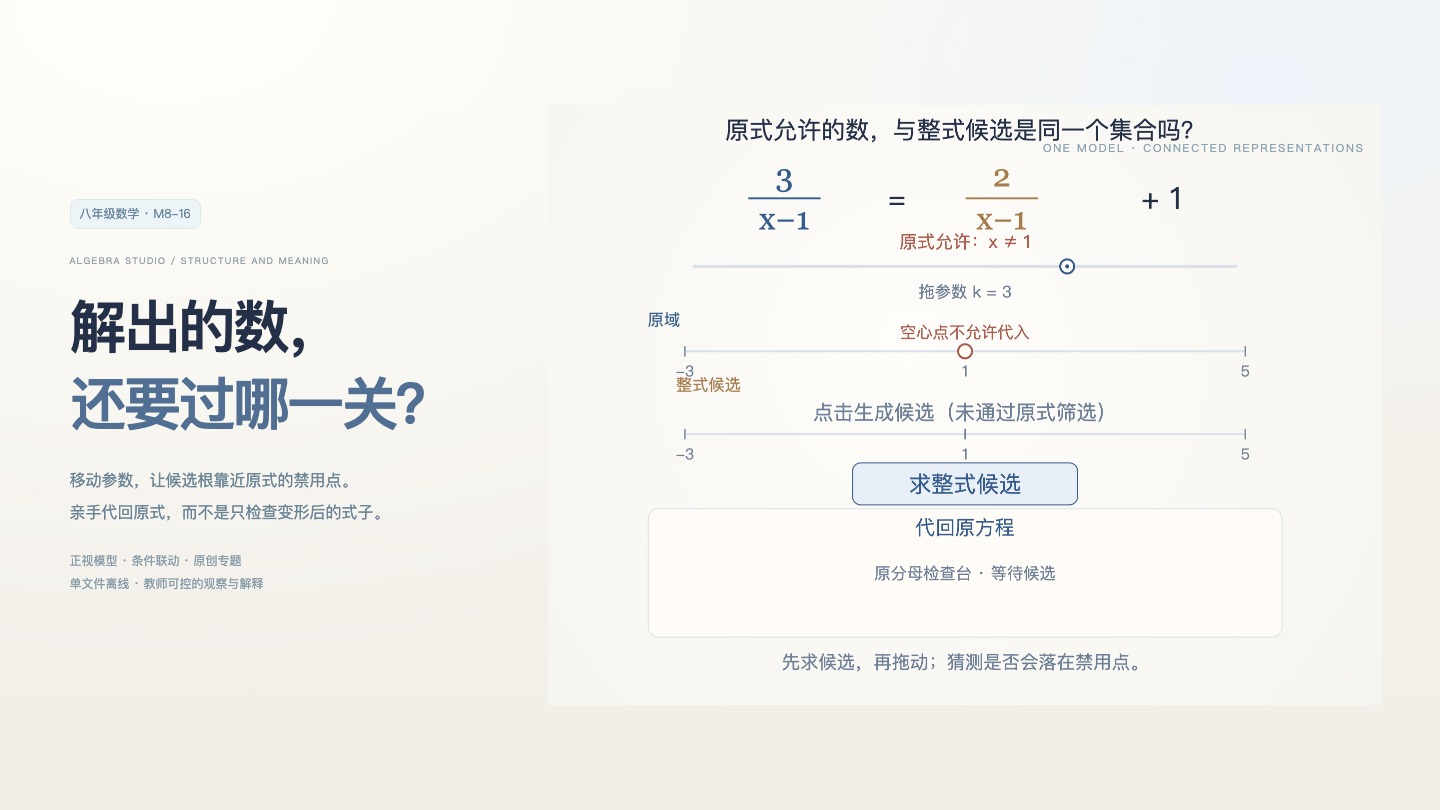 八年级数学 · M8-16
ALGEBRA STUDIO / STRUCTURE AND MEANING
解出的数，
还要过哪一关？
移动参数，让候选根靠近原式的禁用点。
亲手代回原式，而不是只检查变形后的式子。
正视模型 · 条件联动 · 原创专题
单文件离线 · 教师可控的观察与解释
原式允许的数，与整式候选是同一个集合吗？
ONE MODEL · CONNECTED REPRESENTATIONS
3/(x−1) = 2/(x−1) + 1
原式允许：x ≠ 1
拖参数 k = 3
原域
空心点不允许代入
−3 1 5
整式候选
点击生成候选（未通过原式筛选）
−3 1 5
求整式候选
代回原方程
原分母检查台 · 等待候选
先求候选，再拖动；猜测是否会落在禁用点。